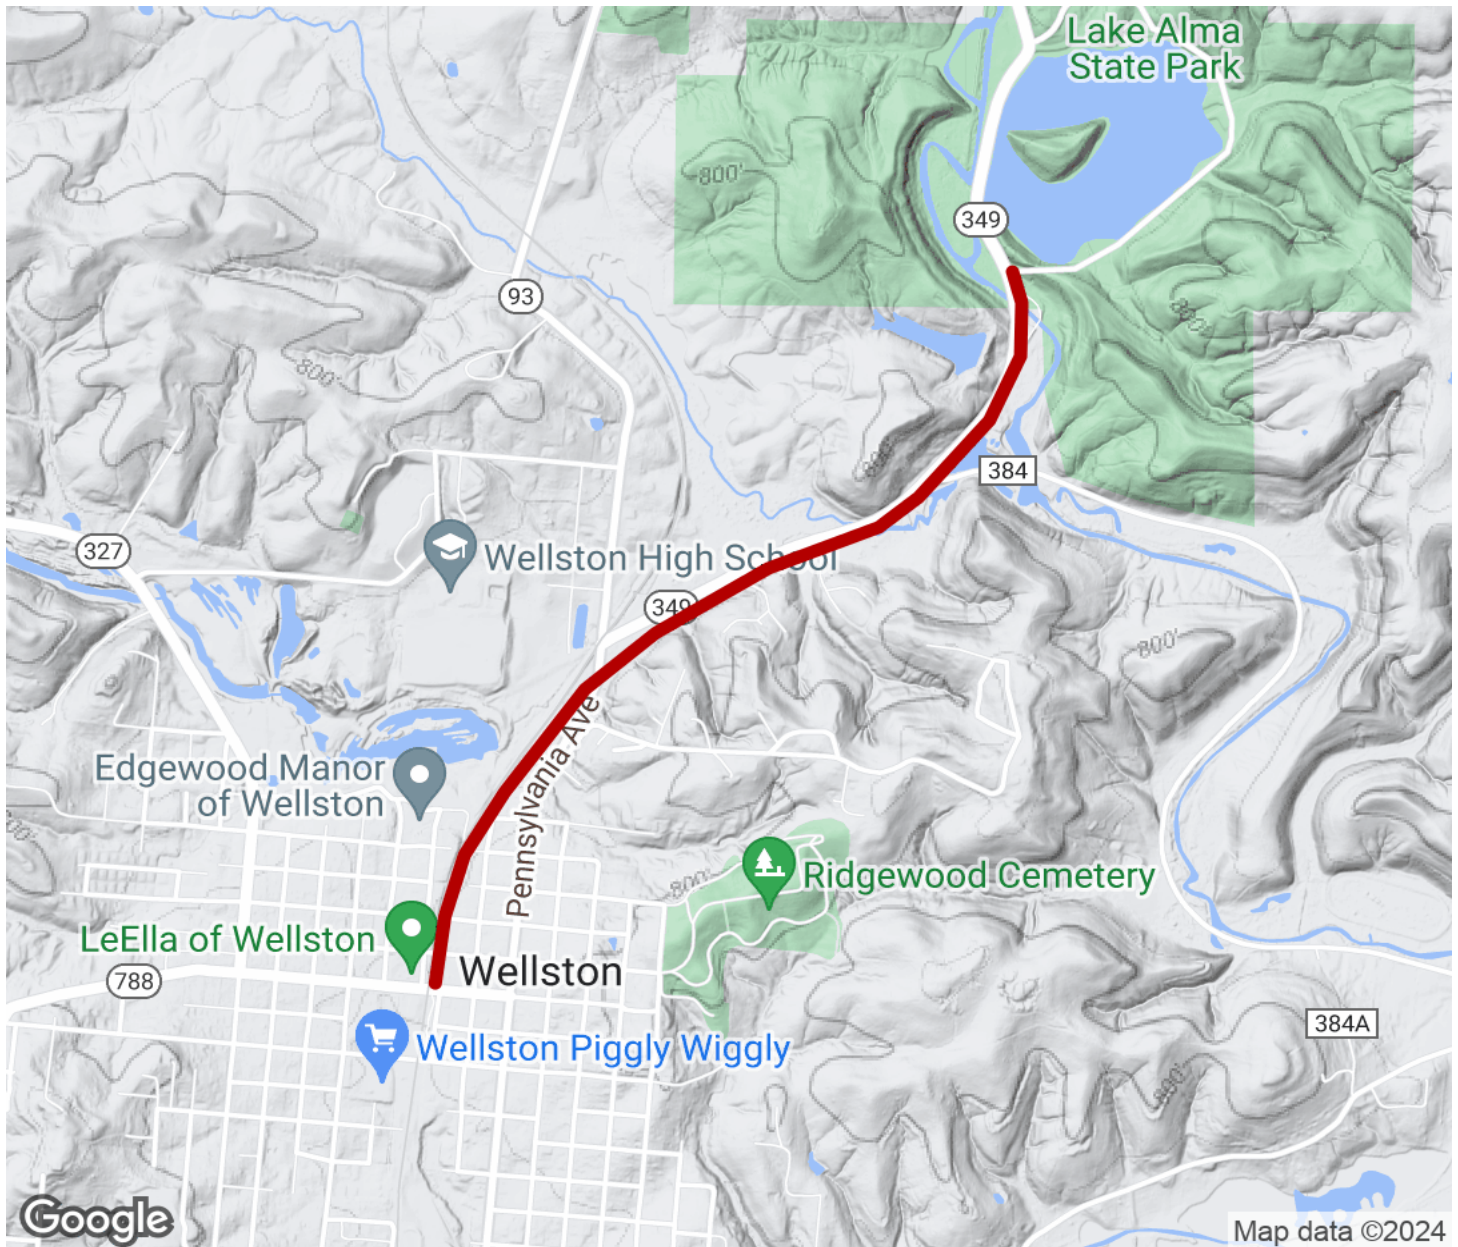 Lake Alma
State Park
800'
349
93
800'
800'
800'
384
327
Wellston High School
349
800'
Pennsylvania Ave
Edgewood Manor
of Wellston
800'
800'
Ridgewood Cemetery
LeElla of Wellston
Wellston
788
384A
Wellston Piggly Wiggly
800'
Google
Map data ©2024